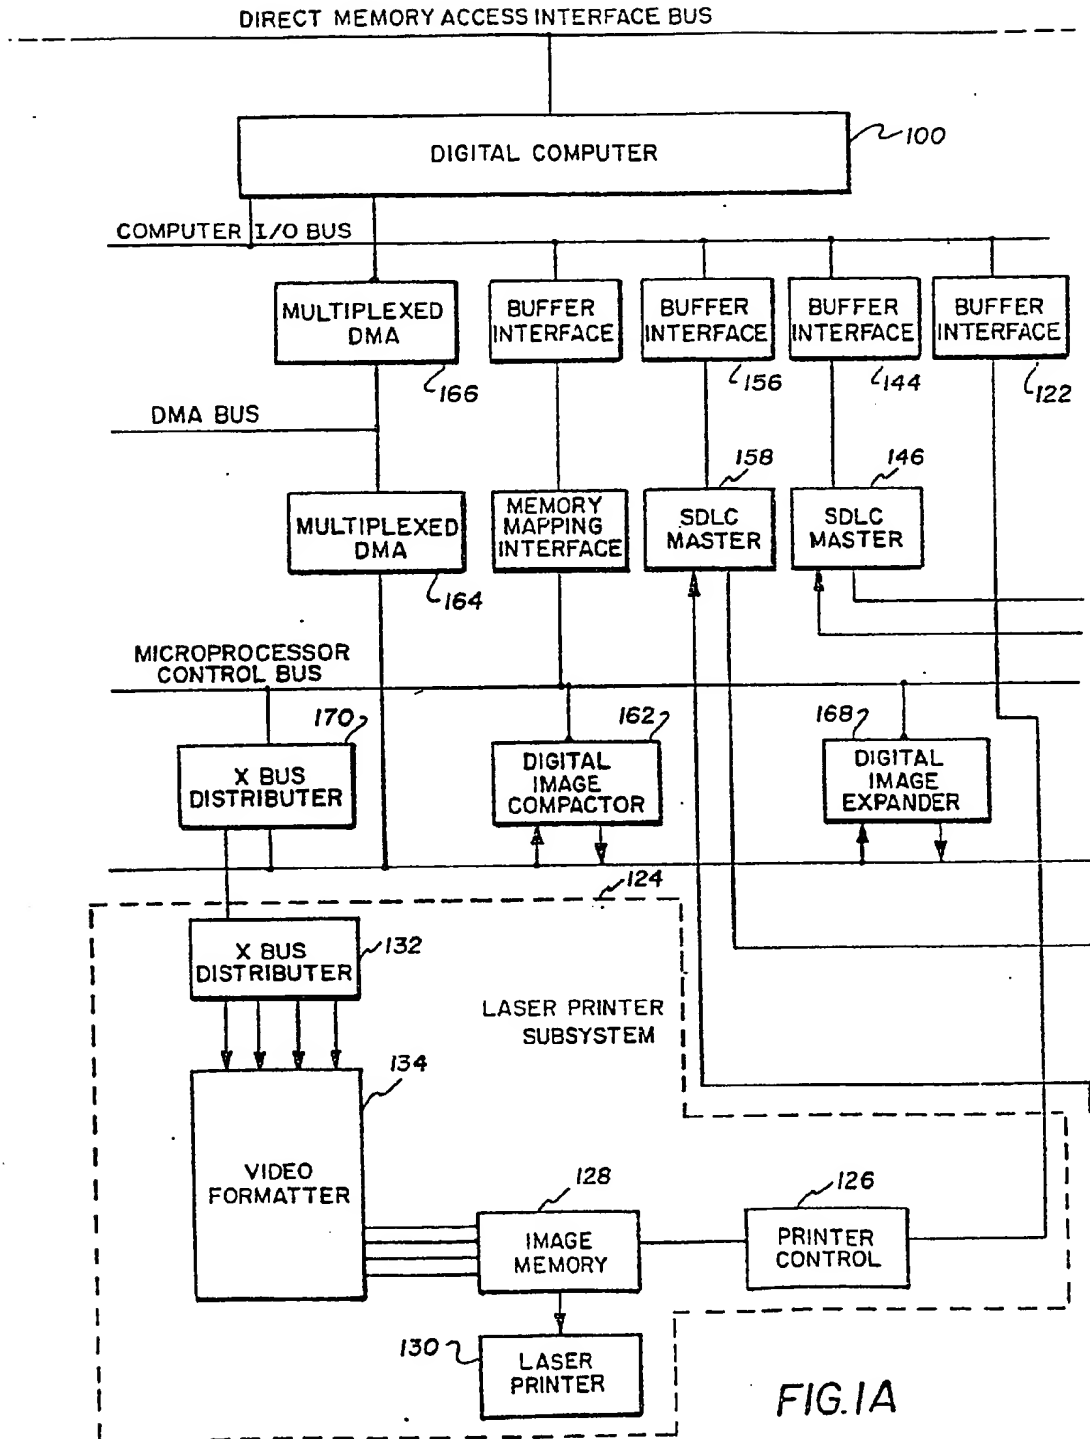 DIRECT MEMORY ACCESS INTERFACE BUS
DIGITAL COMPUTER
100
COMPUTER I/O BUS
MULTIPLEXED
DMA
166
BUFFER
INTERFACE
BUFFER
INTERFACE
156
BUFFER
INTERFACE
144
BUFFER
INTERFACE
122
DMA BUS
MULTIPLEXED
DMA
164
MEMORY
MAPPING
INTERFACE
158
SDLC
MASTER
146
SDLC
MASTER
MICROPROCESSOR
CONTROL BUS
170
X BUS
DISTRIBUTER
162
DIGITAL
IMAGE
COMPACTOR
168
DIGITAL
IMAGE
EXPANDER
124
X BUS
DISTRIBUTER
132
LASER PRINTER
SUBSYSTEM
134
VIDEO
FORMATTER
128
IMAGE
MEMORY
126
PRINTER
CONTROL
130
LASER
PRINTER
FIG.1A